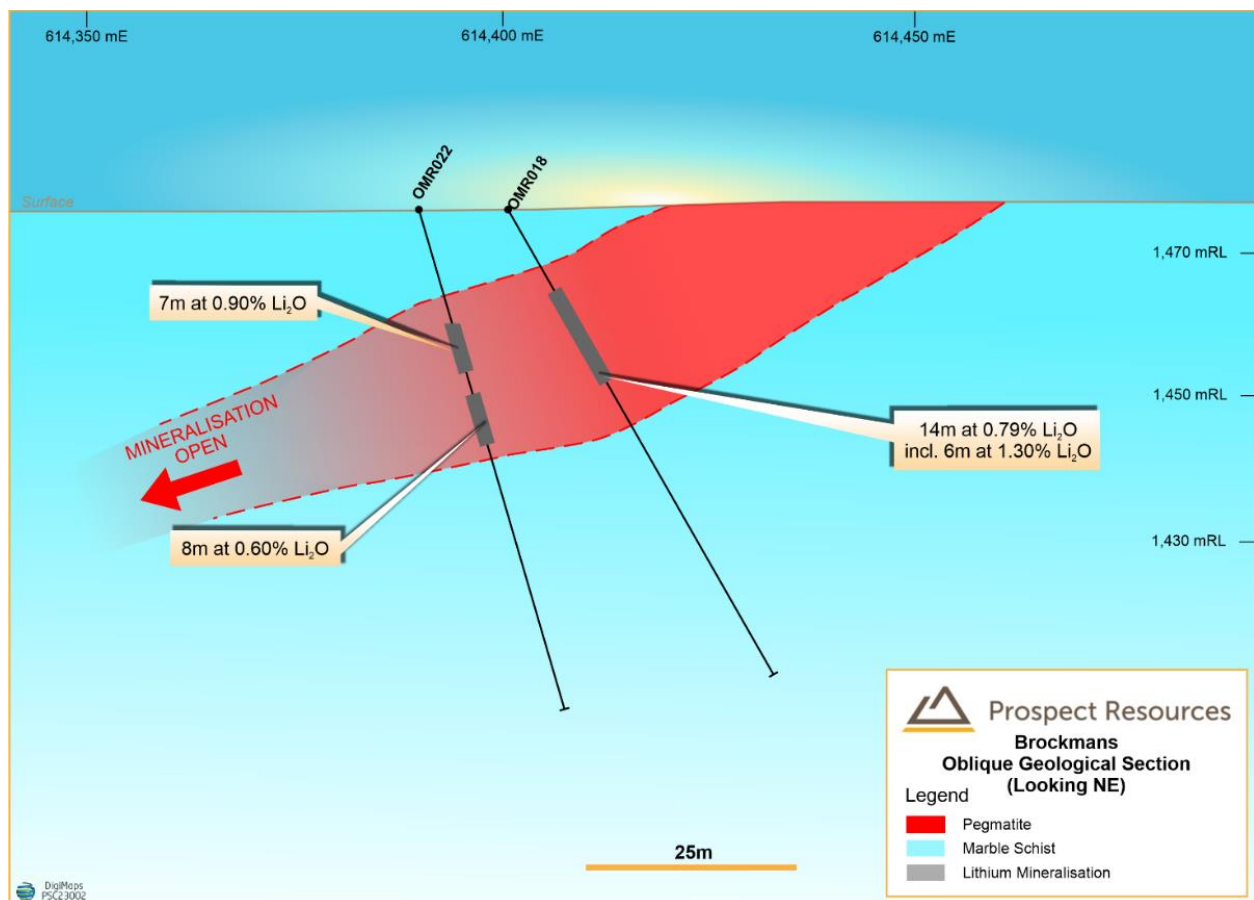 614,350 mE
614,400 mE
614,450 mE
OMR022
OMR018
Surface
1,470 mRL
7m at 0.90% Li₂O
1,450 mRL
MINERALISATION
OPEN
14m at 0.79% Li₂O
incl. 6m at 1.30% Li₂O
8m at 0.60% Li₂O
1,430 mRL
Prospect Resources
Brockmans
Oblique Geological Section
(Looking NE)
Legend
Pegmatite
Marble Schist
Lithium Mineralisation
25m
DigiMaps
PSC23002